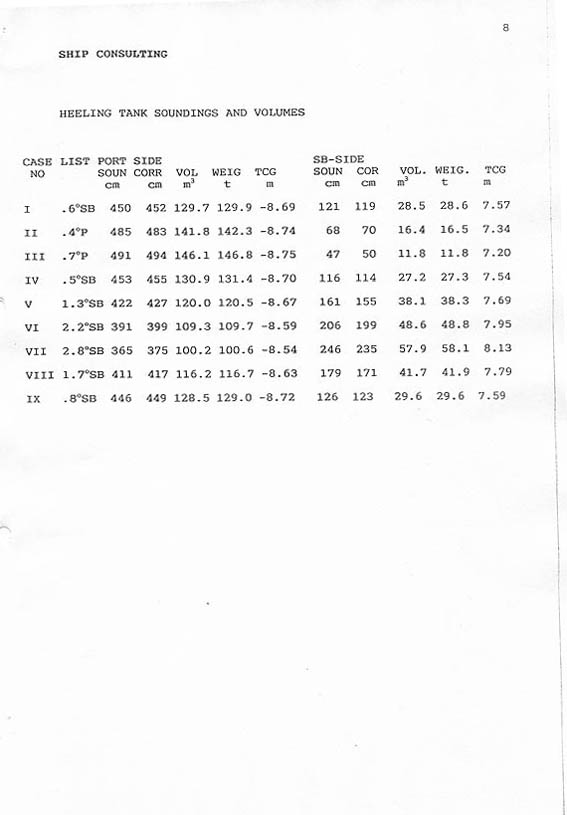 8
SHIP CONSULTING
HEELING TANK SOUNDINGS AND VOLUMES
CASE LIST PORT SIDE SB-SIDE
NO SOUN CORR VOL WEIG TCG SOUN COR VOL. WEIG. TCG
cm cm m³ t m cm cm m³ t m
I .6°SB 450 452 129.7 129.9 -8.69 121 119 28.5 28.6 7.57
II .4°P 485 483 141.8 142.3 -8.74 68 70 16.4 16.5 7.34
III .7°P 491 494 146.1 146.8 -8.75 47 50 11.8 11.8 7.20
IV .5°SB 453 455 130.9 131.4 -8.70 116 114 27.2 27.3 7.54
V 1.3°SB 422 427 120.0 120.5 -8.67 161 155 38.1 38.3 7.69
VI 2.2°SB 391 399 109.3 109.7 -8.59 206 199 48.6 48.8 7.95
VII 2.8°SB 365 375 100.2 100.6 -8.54 246 235 57.9 58.1 8.13
VIII 1.7°SB 411 417 116.2 116.7 -8.63 179 171 41.7 41.9 7.79
IX .8°SB 446 449 128.5 129.0 -8.72 126 123 29.6 29.6 7.59